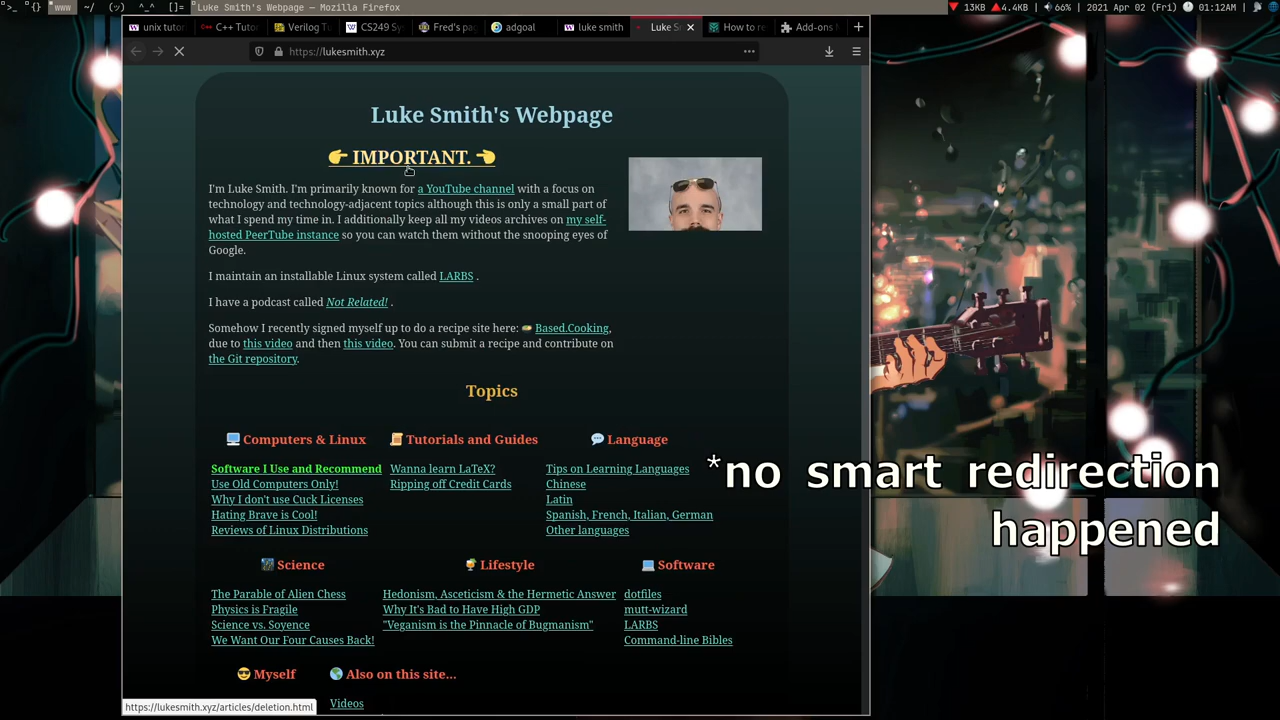 >_ "{} www ~/ (ッ) ^_^ []= Luke Smith's Webpage — Mozilla Firefox 13KB 4.4KB | 66% | 2021 Apr 02 (Fri) | 01:12AM |
unix tutor C++ Tutor Verilog Tu CS249 Sy Fred's pag adgoal luke smith Luke S How to re Add-ons M
https://lukesmith.xyz
Luke Smith's Webpage
IMPORTANT.
I'm Luke Smith. I'm primarily known for a YouTube channel with a focus on
technology and technology-adjacent topics although this is only a small part of
what I spend my time in. I additionally keep all my videos archives on my self-
hosted PeerTube instance so you can watch them without the snooping eyes of
Google.
I maintain an installable Linux system called LARBS .
I have a podcast called Not Related! .
Somehow I recently signed myself up to do a recipe site here: Based.Cooking,
due to this video and then this video. You can submit a recipe and contribute on
the Git repository.
Topics
Computers & Linux
Software I Use and Recommend
Use Old Computers Only!
Why I don't use Cuck Licenses
Hating Brave is Cool!
Reviews of Linux Distributions
Tutorials and Guides
Wanna learn LaTeX?
Ripping off Credit Cards
Language
Tips on Learning Languages
Chinese
Latin
Spanish, French, Italian, German
Other languages
*no smart redirection
happened
Science
The Parable of Alien Chess
Physics is Fragile
Science vs. Soyence
We Want Our Four Causes Back!
Lifestyle
Hedonism, Asceticism & the Hermetic Answer
Why It's Bad to Have High GDP
"Veganism is the Pinnacle of Bugmanism"
Software
dotfiles
mutt-wizard
LARBS
Command-line Bibles
Myself
Also on this site...
Videos
https://lukesmith.xyz/articles/deletion.html